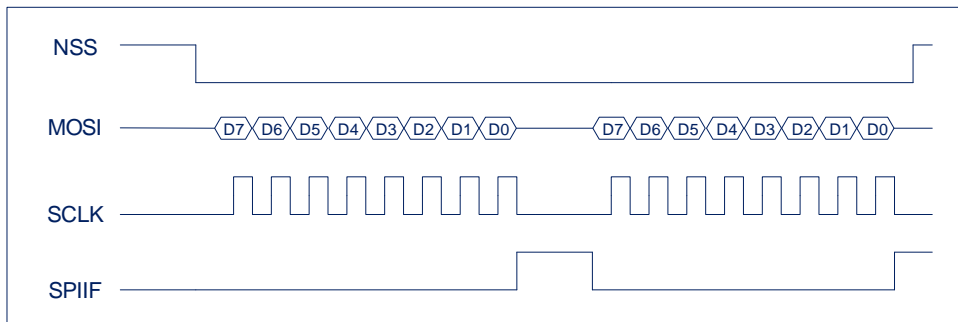 NSS
MOSI D7 D6 D5 D4 D3 D2 D1 D0 D7 D6 D5 D4 D3 D2 D1 D0
SCLK
SPIIF